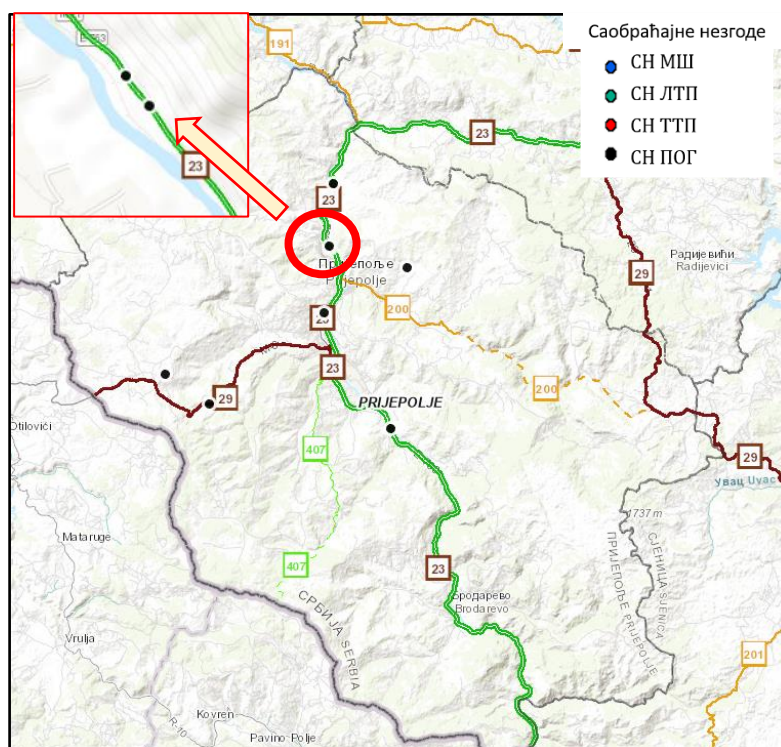 Саобраћајне незгоде
СН МШ
СН ЛТП
СН ТТП
СН ПОГ
23
191
23
23
Радијевићи
Radijevici
29
Пријепоље
Prijepolje
200
23
23
200
29
PRIJEPOLJE
Otilovići
407
29
Увац Uvac
1737 m
Mataruge
407
23
Бродарево
Brodarevo
СЈЕНИЦА SJENICA
ПРИЈЕПОЉЕ PRIJEPOLJE
СРБИЈА SERBIA
Vrulja
201
R-10
Kovren
Pavino Polje